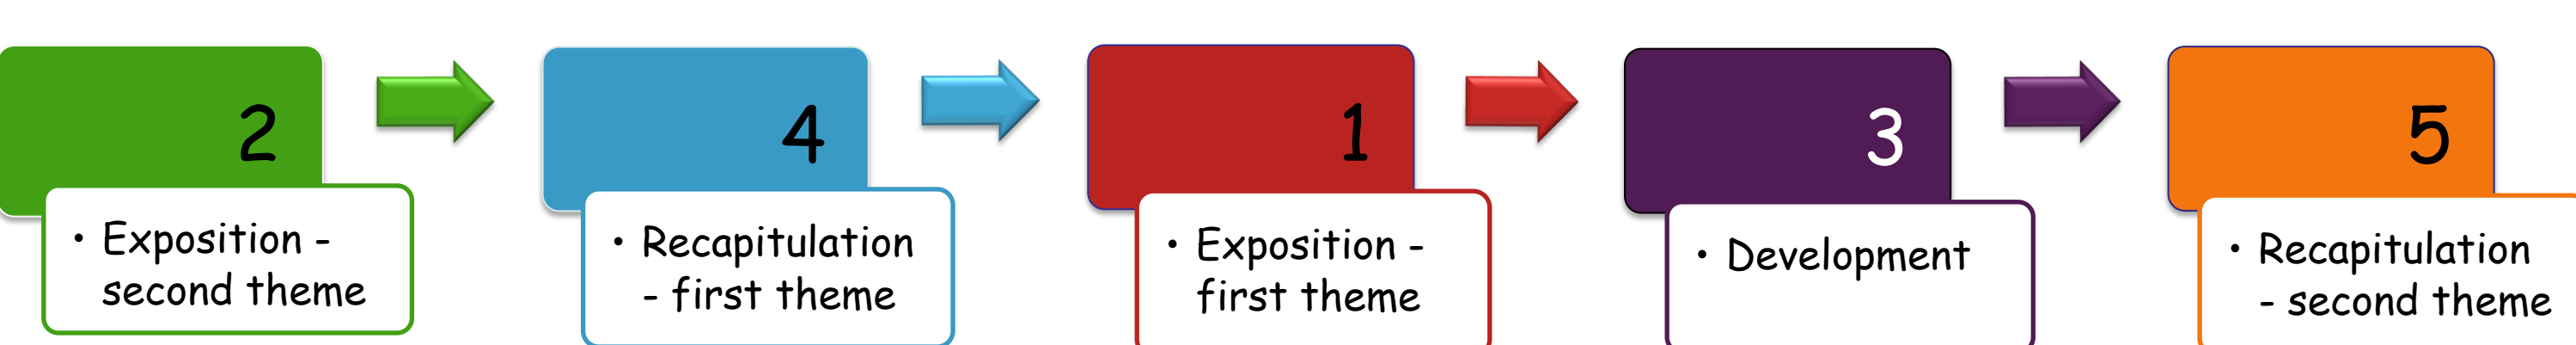 2
• Exposition -
second theme
4
• Recapitulation
- first theme
1
• Exposition -
first theme
3
• Development
5
• Recapitulation
- second theme